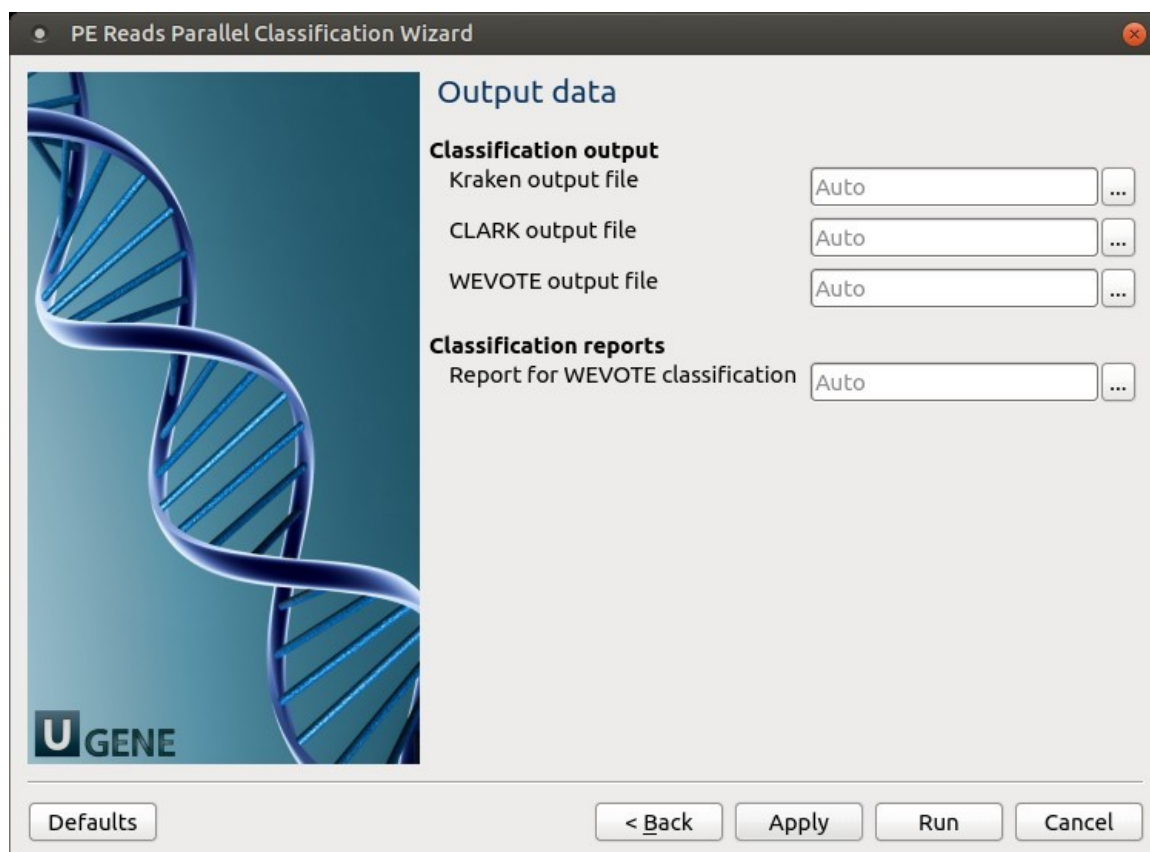 PE Reads Parallel Classification Wizard
Output data
Classification output
Kraken output file
Auto
...
CLARK output file
Auto
...
WEVOTE output file
Auto
...
Classification reports
Report for WEVOTE classification
Auto
...
U GENE
Defaults
< Back
Apply
Run
Cancel